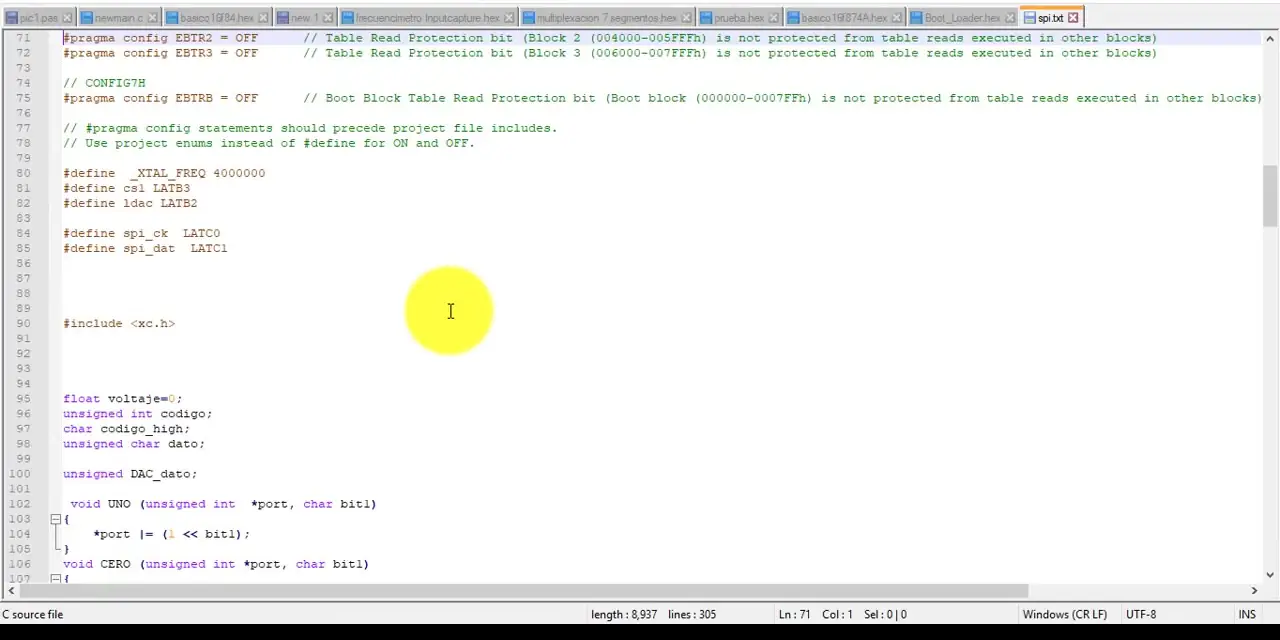 pic1.pas newmain.c basico16f84.hex new 1 frecuencimetro Inputcapture.hex multiplexacion 7 segmentos.hex prueba.hex basico16f874A.hex Boot_Loader.hex spi.txt
71 #pragma config EBTR2 = OFF // Table Read Protection bit (Block 2 (004000-005FFFh) is not protected from table reads executed in other blocks)
72 #pragma config EBTR3 = OFF // Table Read Protection bit (Block 3 (006000-007FFFh) is not protected from table reads executed in other blocks)
73
74 // CONFIG7H
75 #pragma config EBTRB = OFF // Boot Block Table Read Protection bit (Boot block (000000-0007FFh) is not protected from table reads executed in other blocks)
76
77 // #pragma config statements should precede project file includes.
78 // Use project enums instead of #define for ON and OFF.
79
80 #define _XTAL_FREQ 4000000
81 #define cs1 LATB3
82 #define ldac LATB2
83
84 #define spi_ck LATC0
85 #define spi_dat LATC1
86
87
88
89
90 #include <xc.h>
91
92
93
94
95 float voltaje=0;
96 unsigned int codigo;
97 char codigo_high;
98 unsigned char dato;
99
100 unsigned DAC_dato;
101
102 void UNO (unsigned int *port, char bit1)
103 {
104 *port |= (1 << bit1);
105 }
106 void CERO (unsigned int *port, char bit1)
107 {
C source file length : 8,937 lines : 305 Ln : 71 Col : 1 Sel : 0 | 0 Windows (CR LF) UTF-8 INS